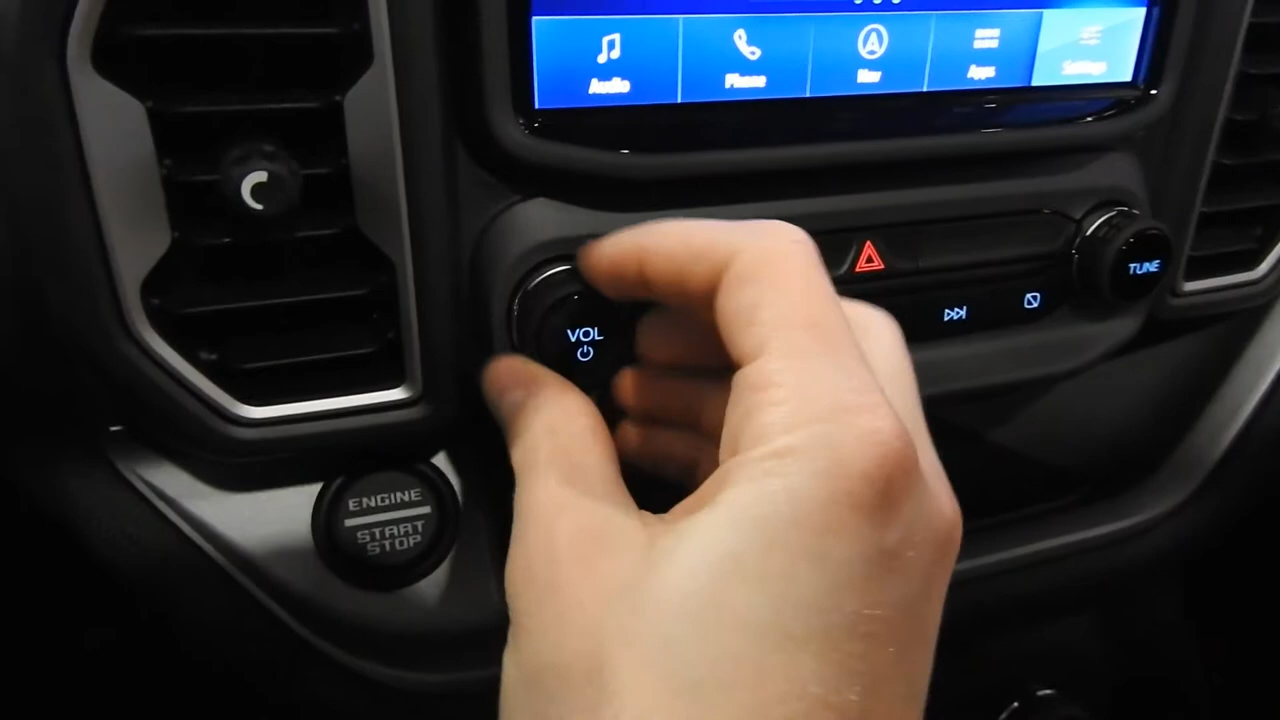 Audio
Phone
Nav
Apps
Settings
TUNE
VOL
ENGINE
START
STOP